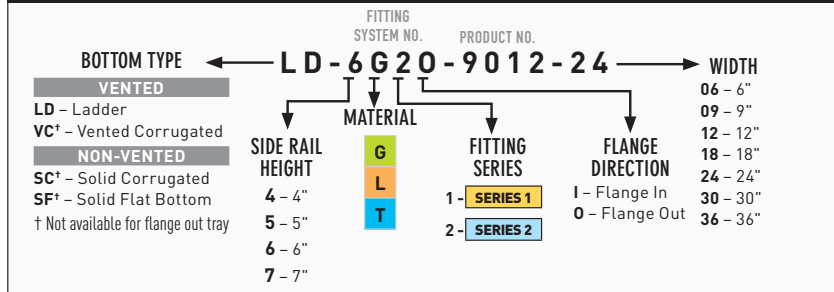 FITTING
SYSTEM NO.
PRODUCT NO.
BOTTOM TYPE
LD-6G2O-9012-24
WIDTH
VENTED
LD – Ladder
VC† – Vented Corrugated
NON-VENTED
SC† – Solid Corrugated
SF† – Solid Flat Bottom
† Not available for flange out tray
SIDE RAIL
HEIGHT
4 – 4"
5 – 5"
6 – 6"
7 – 7"
MATERIAL
G
L
T
FITTING
SERIES
1 - SERIES 1
2 - SERIES 2
FLANGE
DIRECTION
I – Flange In
O – Flange Out
06 – 6"
09 – 9"
12 – 12"
18 – 18"
24 – 24"
30 – 30"
36 – 36"